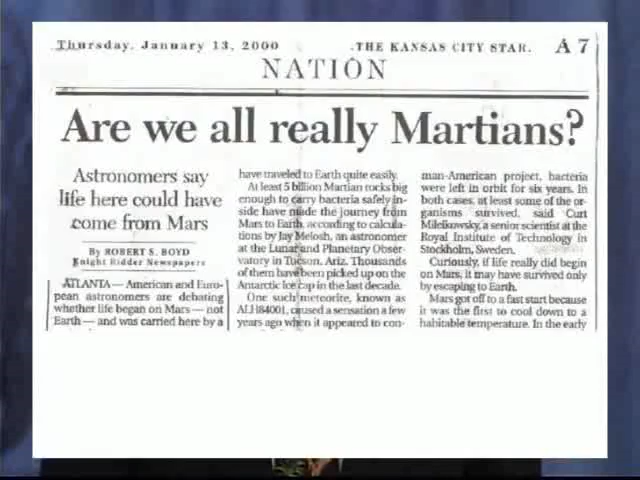 Thursday, January 13, 2000 .THE KANSAS CITY STAR. A 7
NATION
Are we all really Martians?
Astronomers say
life here could have
come from Mars
By ROBERT S. BOYD
Knight Ridder Newspapers
ATLANTA — American and Euro-
pean astronomers are debating
whether life began on Mars — not
Earth — and was carried here by a
have traveled to Earth quite easily.
At least 5 billion Martian rocks big
enough to carry bacteria safely in-
side have made the journey from
Mars to Earth, according to calcula-
tions by Jay Melosh, an astronomer
at the Lunar and Planetary Obser-
vatory in Tucson, Ariz. Thousands
of them have been picked up on the
Antarctic ice cap in the last decade.
One such meteorite, known as
ALH84001, caused a sensation a few
years ago when it appeared to con-
man-American project, bacteria
were left in orbit for six years. In
both cases, at least some of the or-
ganisms survived, said Curt
Mileikowsky, a senior scientist at the
Royal Institute of Technology in
Stockholm, Sweden.
Curiously, if life really did begin
on Mars, it may have survived only
by escaping to Earth.
Mars got off to a fast start because
it was the first to cool down to a
habitable temperature. In the early